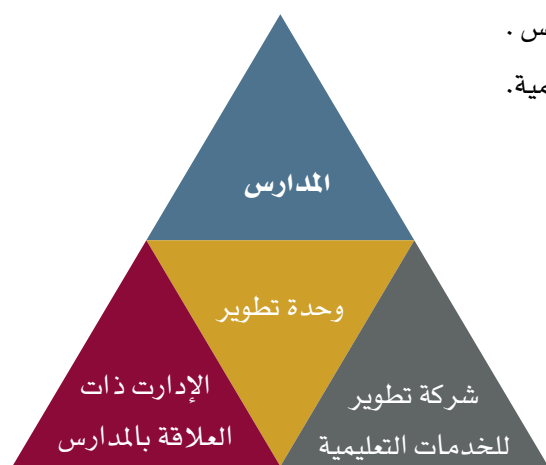 المدارس
وحدة تطوير
شركة تطوير
للخدمات التعليمية
الإدارت ذات
العلاقة بالمدارس